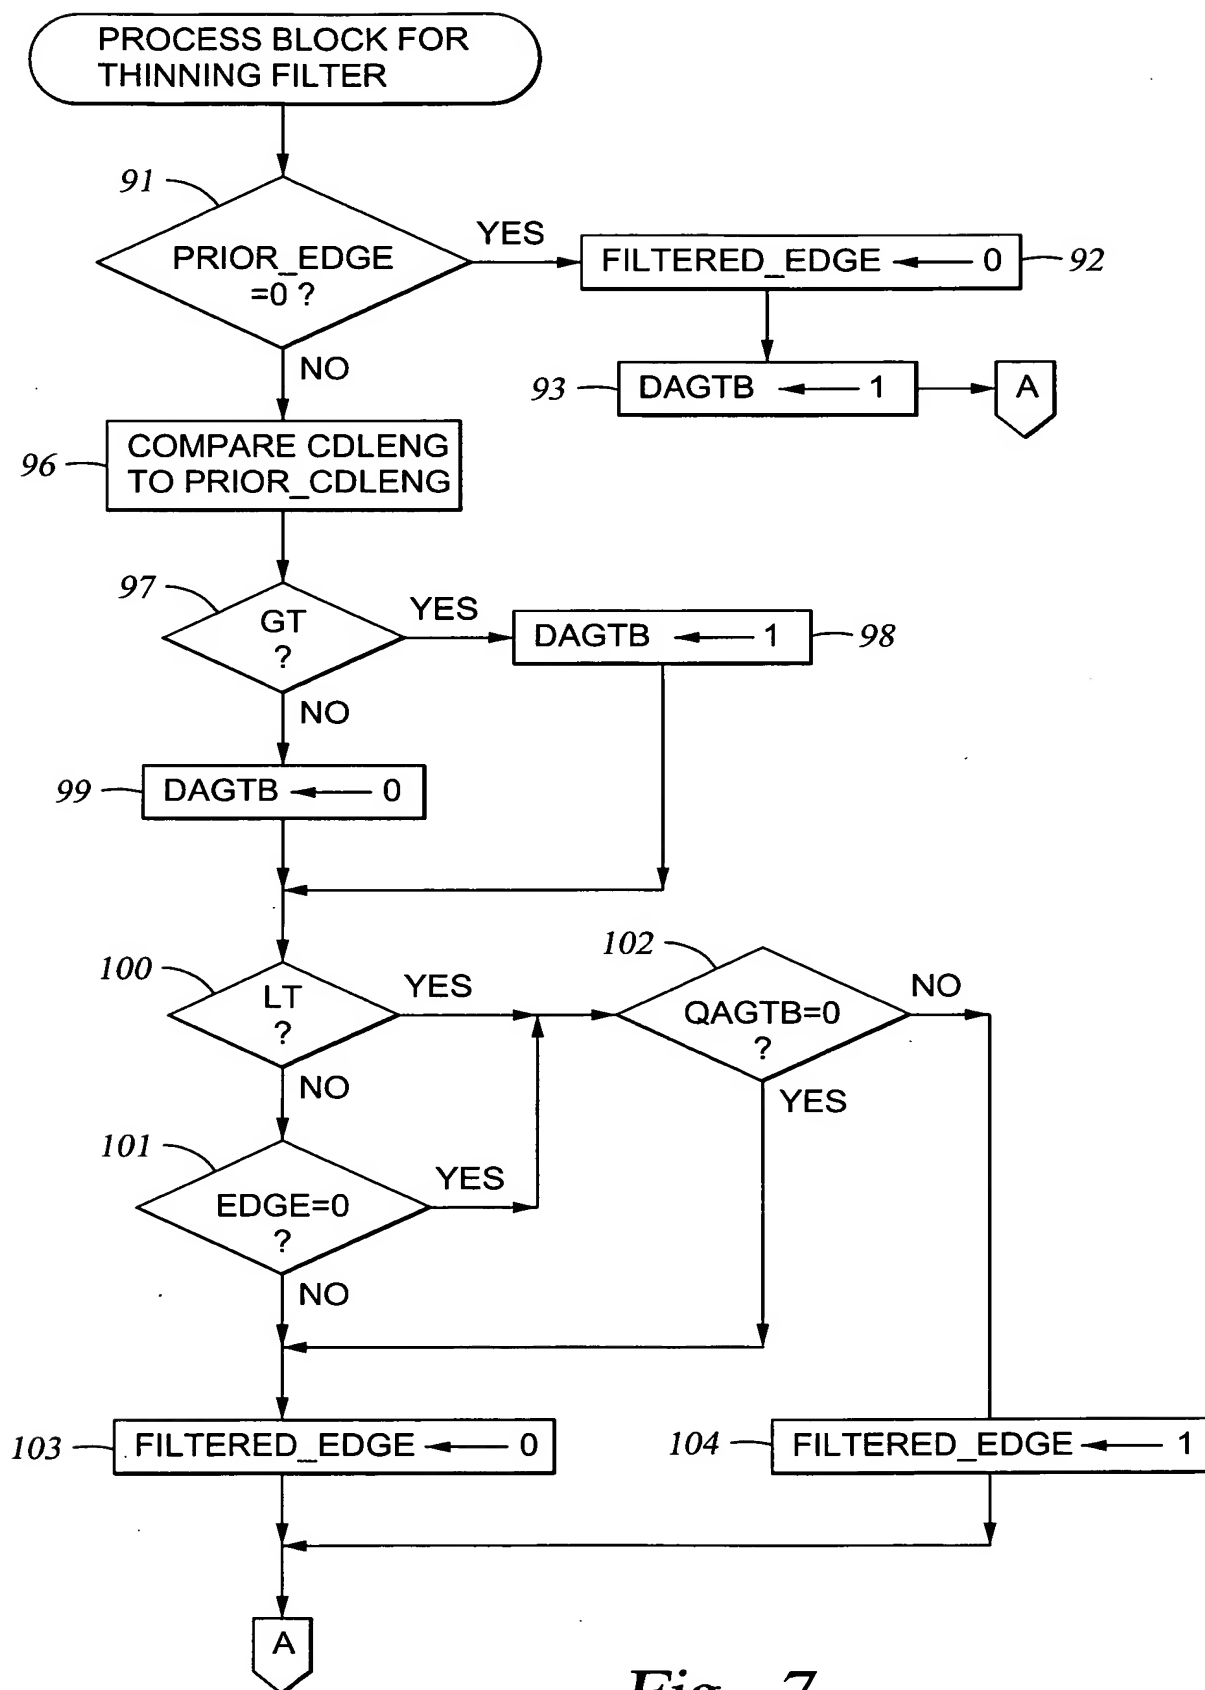 PROCESS BLOCK FOR
THINNING FILTER
91
PRIOR_EDGE
=0 ?
YES
FILTERED_EDGE ← 0
92
NO
93
DAGTB ← 1
A
96
COMPARE CDLENG
TO PRIOR_CDLENG
97
GT
?
YES
DAGTB ← 1
98
NO
99
DAGTB ← 0
100
LT
?
YES
102
QAGTB=0
?
NO
NO
YES
101
EDGE=0
?
YES
NO
103
FILTERED_EDGE ← 0
104
FILTERED_EDGE ← 1
A
Fig. 7